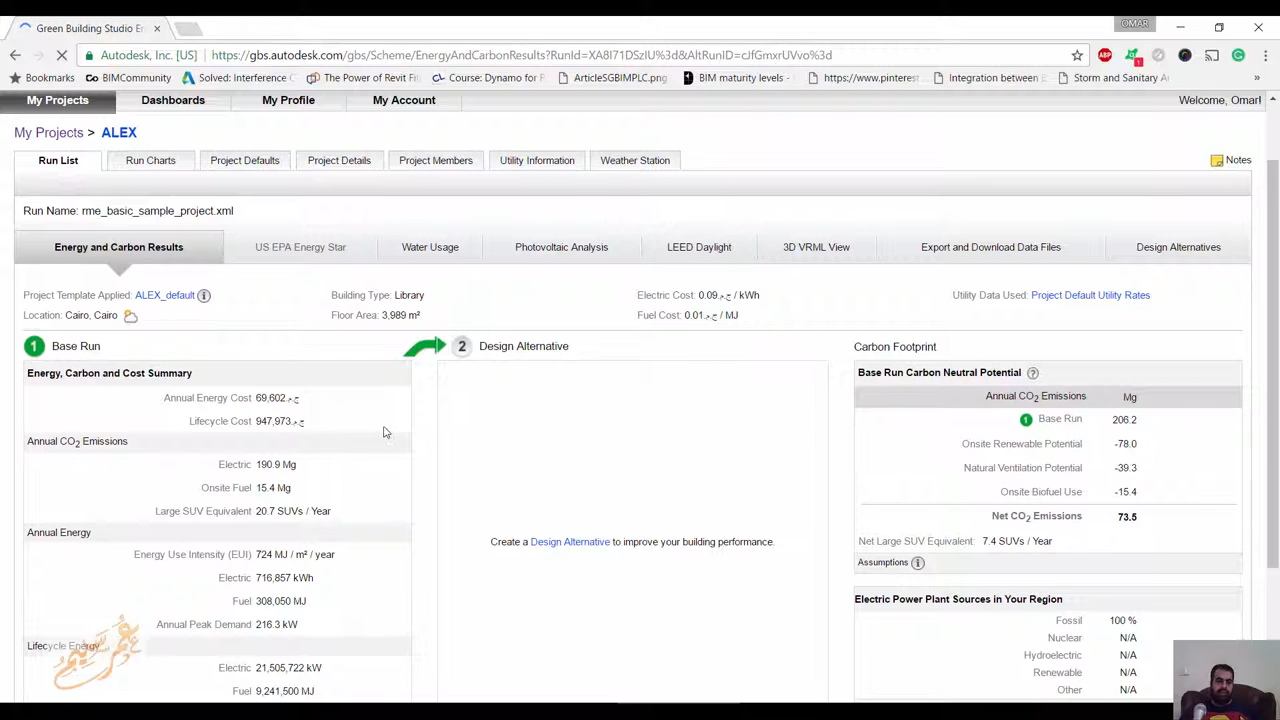 Green Building Studio En
OMAR
Autodesk, Inc. [US]
https://gbs.autodesk.com/gbs/Scheme/EnergyAndCarbonResults?RunId=XA8I71DSzIU%3d&AltRunID=cJfGmxrUVvo%3d
Bookmarks BIMCommunity Solved: Interference C The Power of Revit Fit Course: Dynamo for R ArticleSGBIMPLC.png BIM maturity levels - https://www.pinterest Integration between E Storm and Sanitary A »
My Projects Dashboards My Profile My Account Welcome, Omar!
My Projects > ALEX
Run List Run Charts Project Defaults Project Details Project Members Utility Information Weather Station Notes
Run Name: rme_basic_sample_project.xml
Energy and Carbon Results US EPA Energy Star Water Usage Photovoltaic Analysis LEED Daylight 3D VRML View Export and Download Data Files Design Alternatives
Project Template Applied: ALEX_default Building Type: Library Electric Cost: 0.09ج.م. / kWh Utility Data Used: Project Default Utility Rates
Location: Cairo, Cairo Floor Area: 3,989 m² Fuel Cost: 0.01ج.م. / MJ
1 Base Run 2 Design Alternative Carbon Footprint
Energy, Carbon and Cost Summary
Annual Energy Cost 69,602ج.م.
Lifecycle Cost 947,973ج.م.
Annual CO2 Emissions
Electric 190.9 Mg
Onsite Fuel 15.4 Mg
Large SUV Equivalent 20.7 SUVs / Year
Annual Energy
Energy Use Intensity (EUI) 724 MJ / m² / year
Electric 716,857 kWh
Fuel 308,050 MJ
Annual Peak Demand 216.3 kW
Lifecycle Energy
Electric 21,505,722 kW
Fuel 9,241,500 MJ
Create a Design Alternative to improve your building performance.
Base Run Carbon Neutral Potential ?
Annual CO2 Emissions Mg
1 Base Run 206.2
Onsite Renewable Potential -78.0
Natural Ventilation Potential -39.3
Onsite Biofuel Use -15.4
Net CO2 Emissions 73.5
Net Large SUV Equivalent: 7.4 SUVs / Year
Assumptions
Electric Power Plant Sources in Your Region
Fossil 100 %
Nuclear N/A
Hydroelectric N/A
Renewable N/A
Other N/A